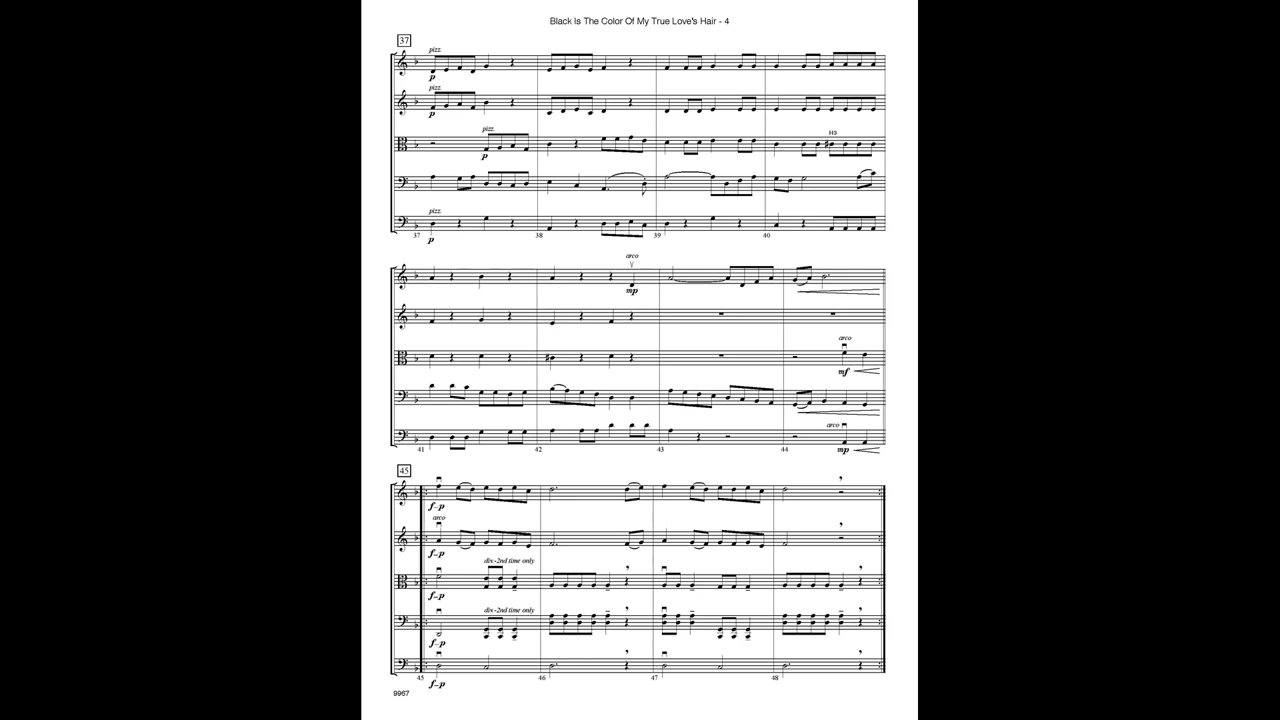 Black Is The Color Of My True Love's Hair - 4
37
pizz.
p
pizz.
p
pizz.
p
H3
pizz.
p
37 38 39 40
arco
mp
arco
mf
arco
mp
41 42 43 44
45
f-p
arco
f-p
div.-2nd time only
f-p
div.-2nd time only
f-p
f-p
45 46 47 48
9967